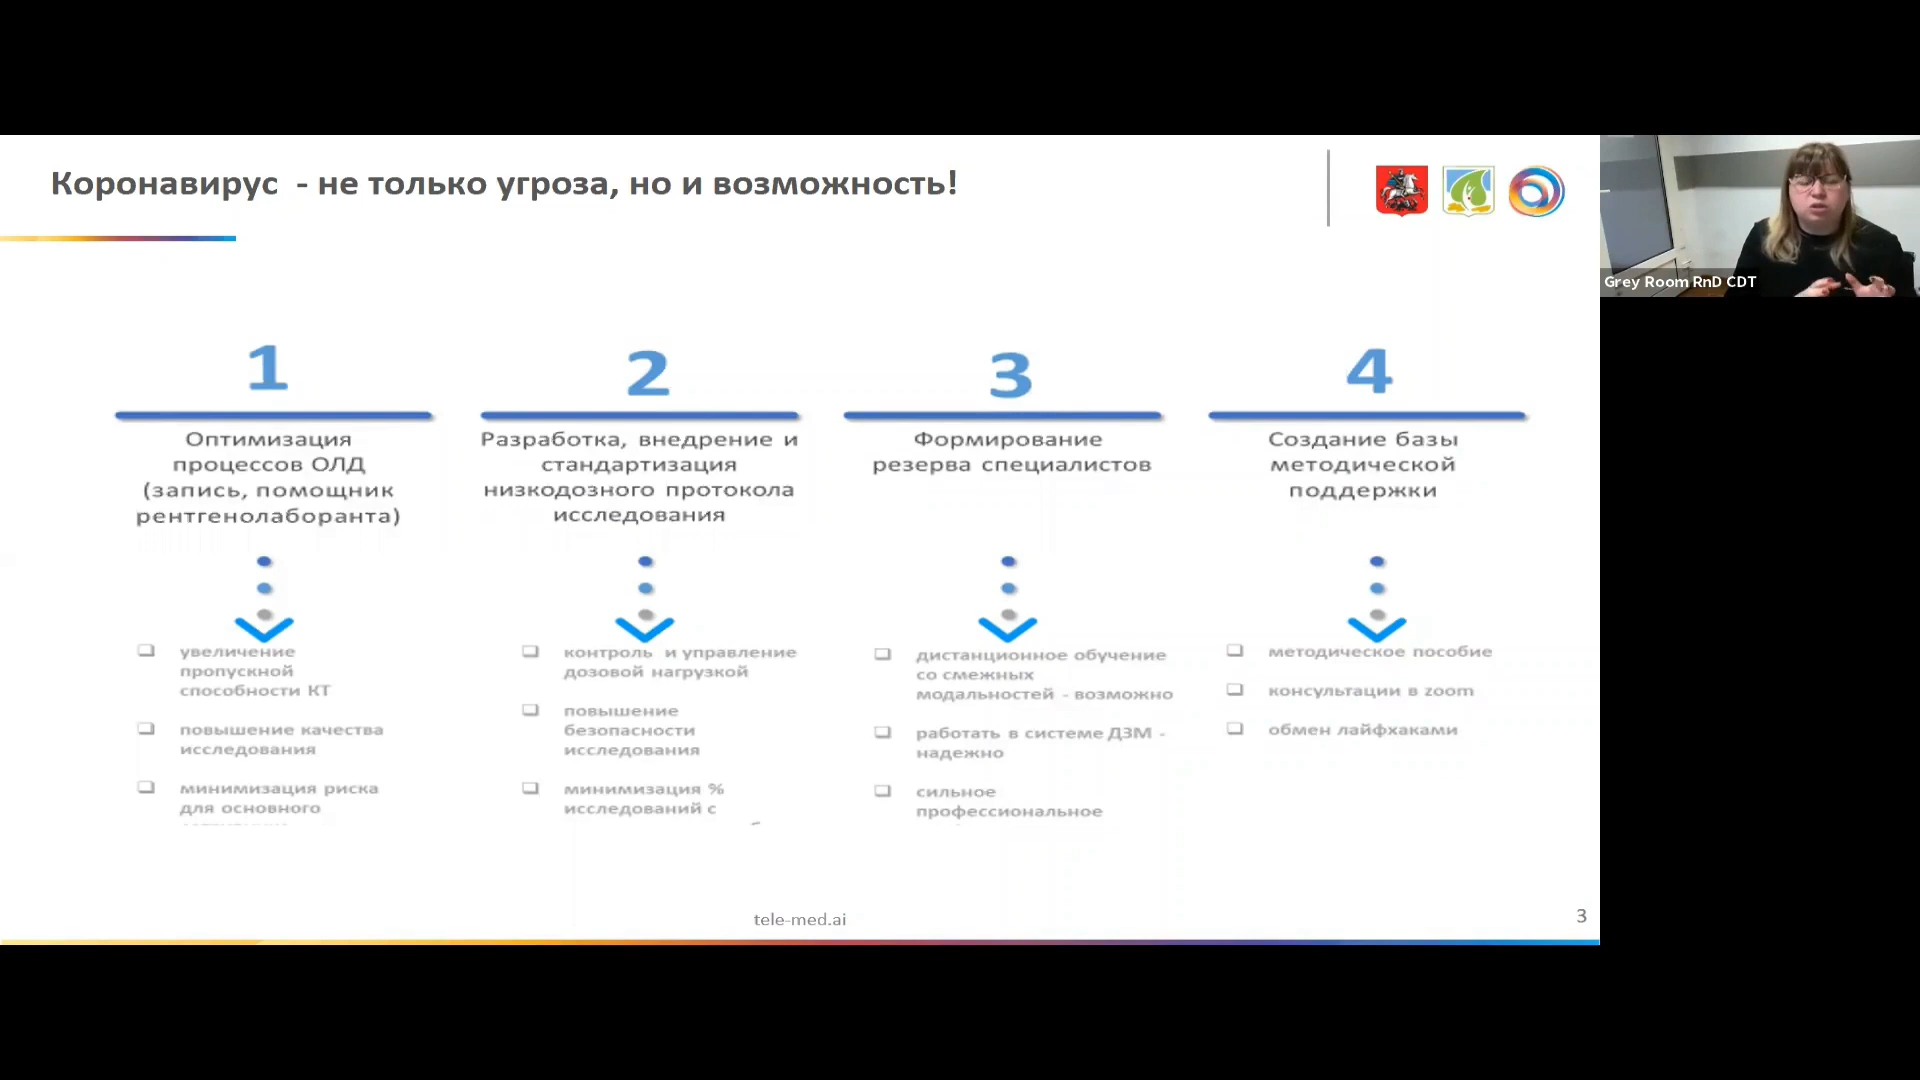 Коронавирус - не только угроза, но и возможность!
Grey Room RnD CDT
1
Оптимизация
процессов ОЛД
(запись, помощник
рентгенолаборанта)
увеличение
пропускной
способности КТ
повышение качества
исследования
минимизация риска
для основного
2
Разработка, внедрение и
стандартизация
низкодозного протокола
исследования
контроль и управление
дозовой нагрузкой
повышение
безопасности
исследования
минимизация %
исследований с
3
Формирование
резерва специалистов
дистанционное обучение
со смежных
модальностей - возможно
работать в системе ДЗМ -
надежно
сильное
профессиональное
4
Создание базы
методической
поддержки
методическое пособие
консультации в zoom
обмен лайфхаками
tele-med.ai
3